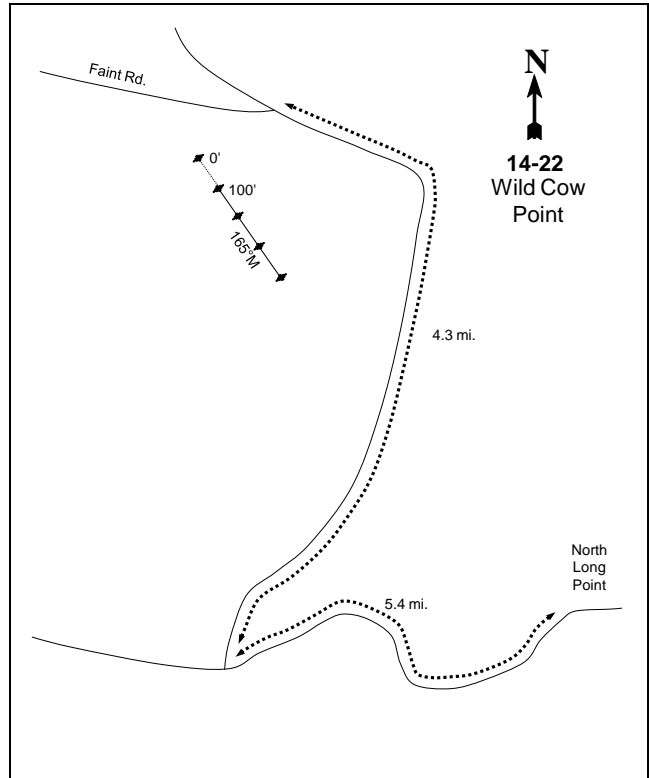 Faint Rd.
N
14-22
Wild Cow
Point
0'
100'
165°M
4.3 mi.
North
Long
Point
5.4 mi.